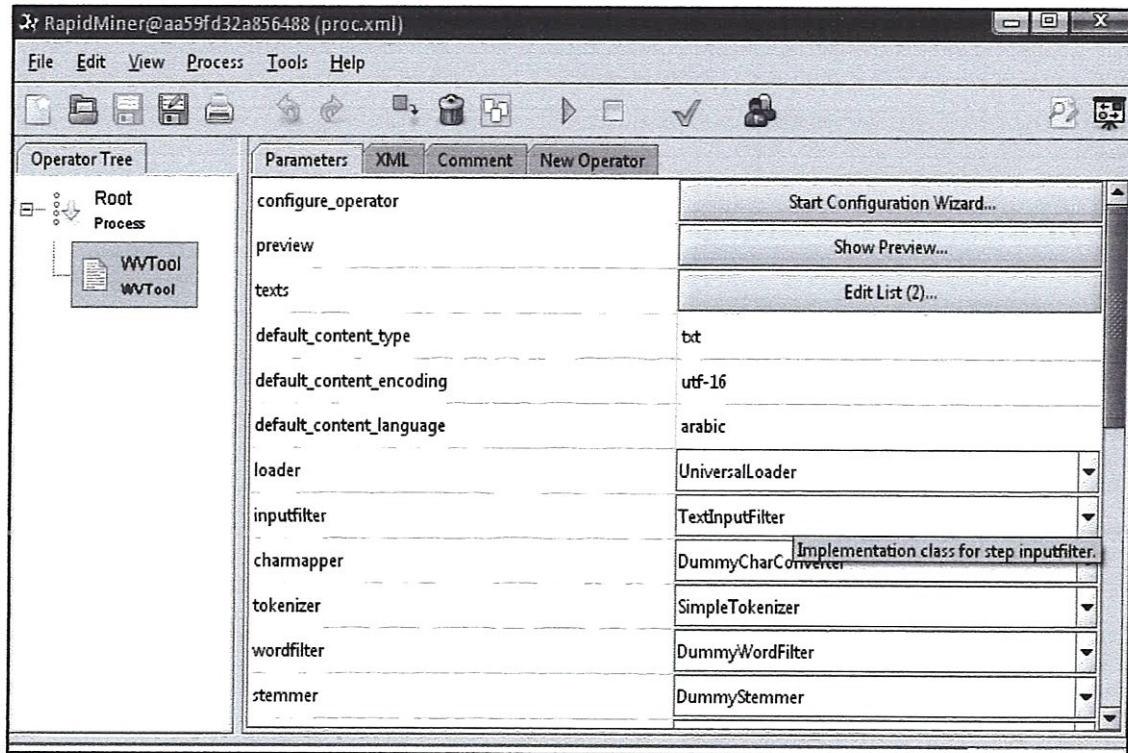 RapidMiner@aa59fd32a856488 (proc.xml)
File Edit View Process Tools Help
Operator Tree
Parameters XML Comment New Operator
Root
Process
WVTool
WVTool
configure_operator Start Configuration Wizard...
preview Show Preview...
texts Edit List (2)...
default_content_type txt
default_content_encoding utf-16
default_content_language arabic
loader UniversalLoader
inputfilter TextInputFilter
Implementation class for step inputfilter.
charmapper DummyCharConverter
tokenizer SimpleTokenizer
wordfilter DummyWordFilter
stemmer DummyStemmer